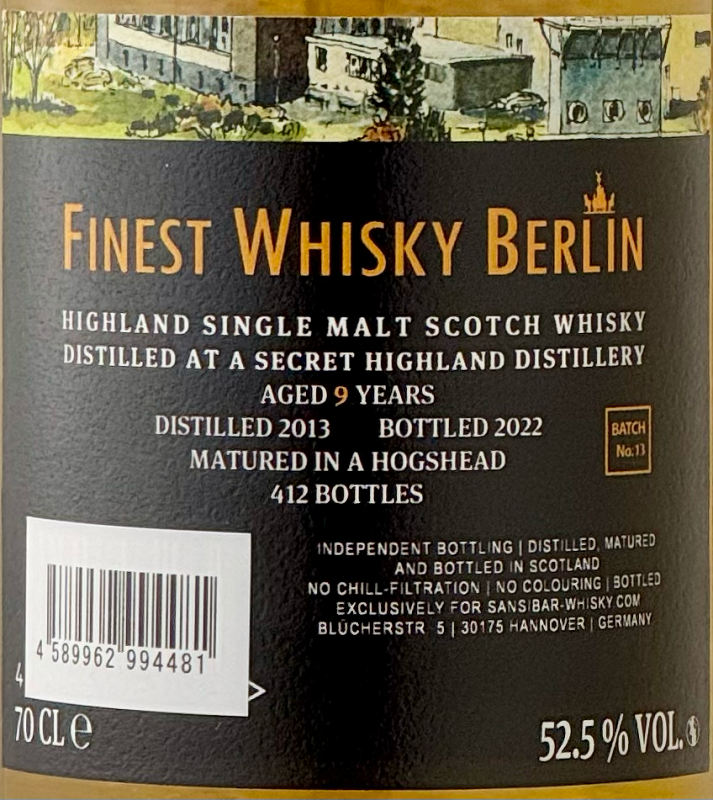 FINEST WHISKY BERLIN
HIGHLAND SINGLE MALT SCOTCH WHISKY
DISTILLED AT A SECRET HIGHLAND DISTILLERY
AGED 9 YEARS
DISTILLED 2013 BOTTLED 2022
MATURED IN A HOGSHEAD
412 BOTTLES
BATCH
No:13
INDEPENDENT BOTTLING | DISTILLED, MATURED
AND BOTTLED IN SCOTLAND
NO CHILL-FILTRATION | NO COLOURING | BOTTLED
EXCLUSIVELY FOR SANSIBAR-WHISKY.COM
BLÜCHERSTR. 5 | 30175 HANNOVER | GERMANY
4 589962 994481
4 >
70 CL e
52.5 % VOL.